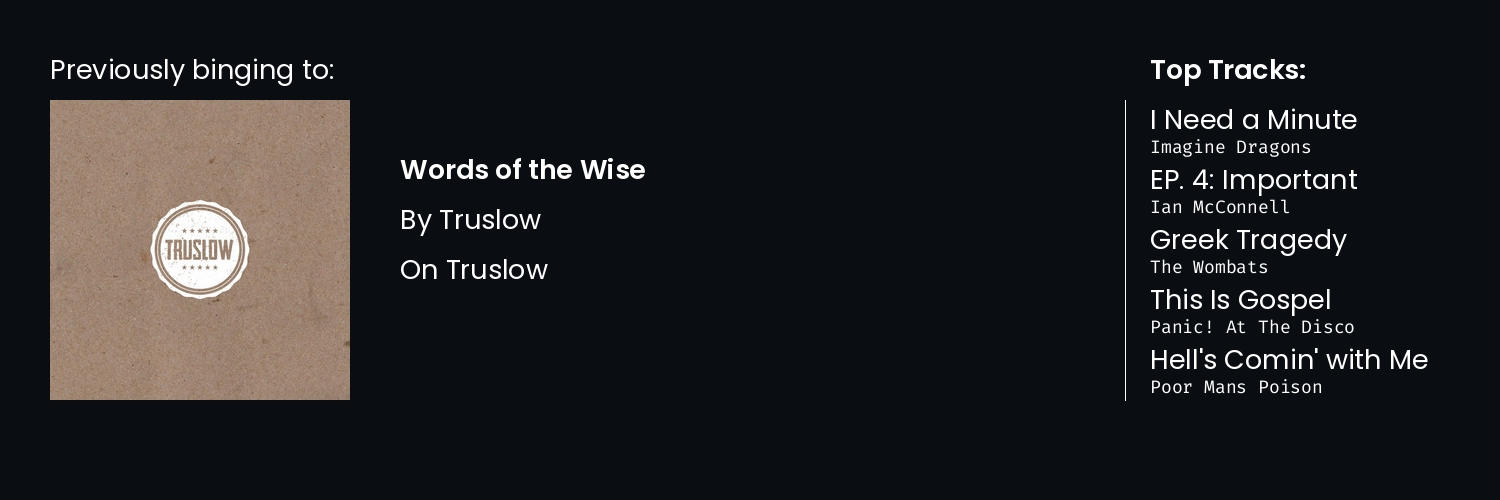 Previously binging to:
TRUSLOW
Words of the Wise
By Truslow
On Truslow
Top Tracks:
I Need a Minute
Imagine Dragons
EP. 4: Important
Ian McConnell
Greek Tragedy
The Wombats
This Is Gospel
Panic! At The Disco
Hell's Comin' with Me
Poor Mans Poison